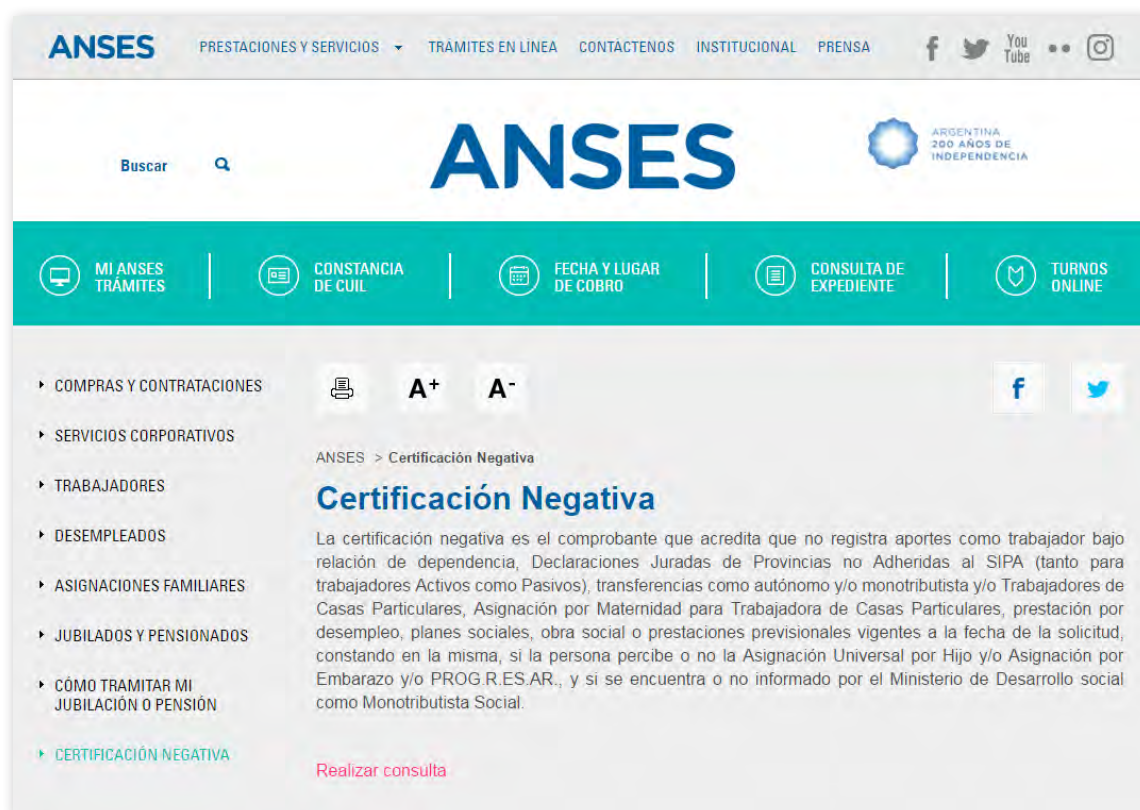 ANSES PRESTACIONES Y SERVICIOS TRÁMITES EN LÍNEA CONTÁCTENOS INSTITUCIONAL PRENSA f You Tube
Buscar
ANSES
ARGENTINA
200 AÑOS DE
INDEPENDENCIA
MI ANSES
TRÁMITES
CONSTANCIA
DE CUIL
FECHA Y LUGAR
DE COBRO
CONSULTA DE
EXPEDIENTE
TURNOS
ONLINE
COMPRAS Y CONTRATACIONES
SERVICIOS CORPORATIVOS
TRABAJADORES
DESEMPLEADOS
ASIGNACIONES FAMILIARES
JUBILADOS Y PENSIONADOS
CÓMO TRAMITAR MI
JUBILACIÓN O PENSIÓN
CERTIFICACIÓN NEGATIVA
A+ A- f
ANSES > Certificación Negativa
Certificación Negativa
La certificación negativa es el comprobante que acredita que no registra aportes como trabajador bajo
relación de dependencia, Declaraciones Juradas de Provincias no Adheridas al SIPA (tanto para
trabajadores Activos como Pasivos), transferencias como autónomo y/o monotributista y/o Trabajadores de
Casas Particulares, Asignación por Maternidad para Trabajadora de Casas Particulares, prestación por
desempleo, planes sociales, obra social o prestaciones previsionales vigentes a la fecha de la solicitud,
constando en la misma, si la persona percibe o no la Asignación Universal por Hijo y/o Asignación por
Embarazo y/o PROG.R.ES.AR., y si se encuentra o no informado por el Ministerio de Desarrollo social
como Monotributista Social.
Realizar consulta